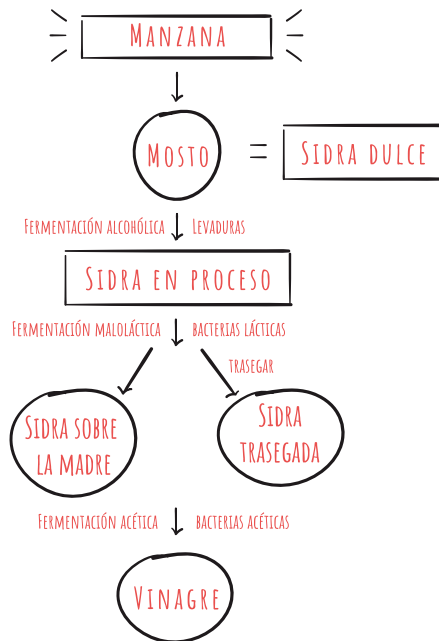 MANZANA
MOSTO = SIDRA DULCE
FERMENTACIÓN ALCOHÓLICA LEVADURAS
SIDRA EN PROCESO
FERMENTACIÓN MALOLÁCTICA BACTERIAS LÁCTICAS
TRASEGAR
SIDRA SOBRE
LA MADRE
SIDRA
TRASEGADA
FERMENTACIÓN ACÉTICA BACTERIAS ACÉTICAS
VINAGRE